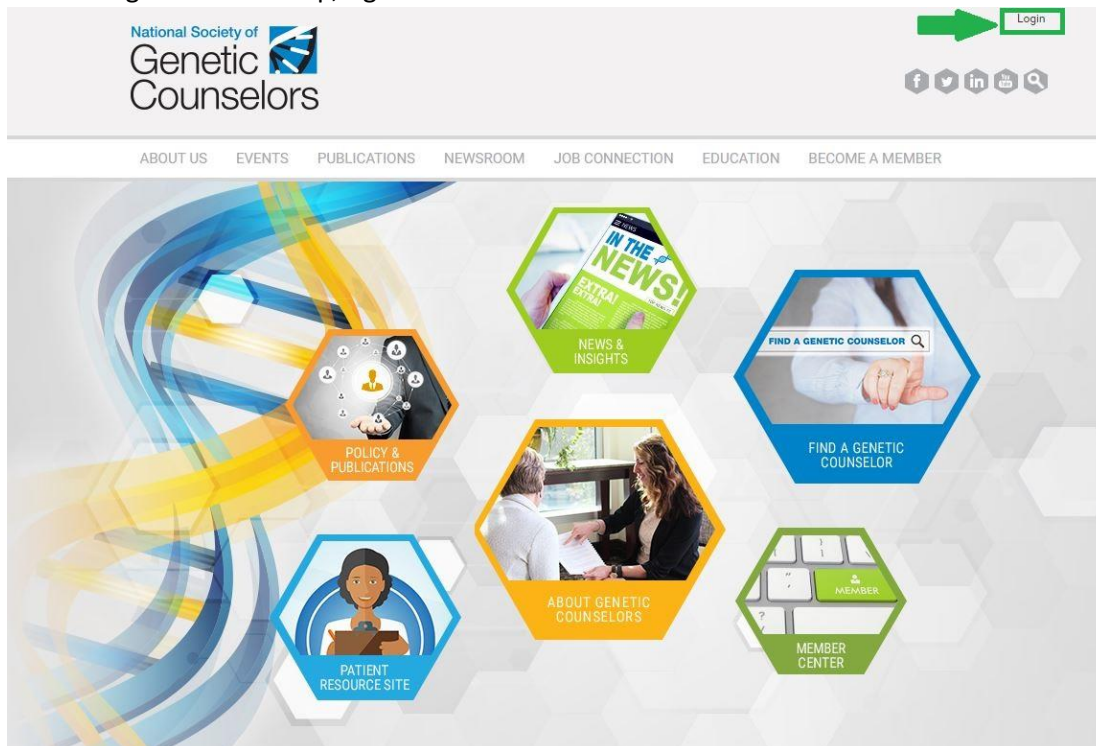 Login
National Society of
Genetic
Counselors
ABOUT US EVENTS PUBLICATIONS NEWSROOM JOB CONNECTION EDUCATION BECOME A MEMBER
NEWS
IN THE
NEWS!
EXTRA!
EXTRA!
NEWS &
INSIGHTS
FIND A GENETIC COUNSELOR
FIND A GENETIC
COUNSELOR
POLICY &
PUBLICATIONS
ABOUT GENETIC
COUNSELORS
MEMBER
MEMBER
CENTER
PATIENT
RESOURCE SITE